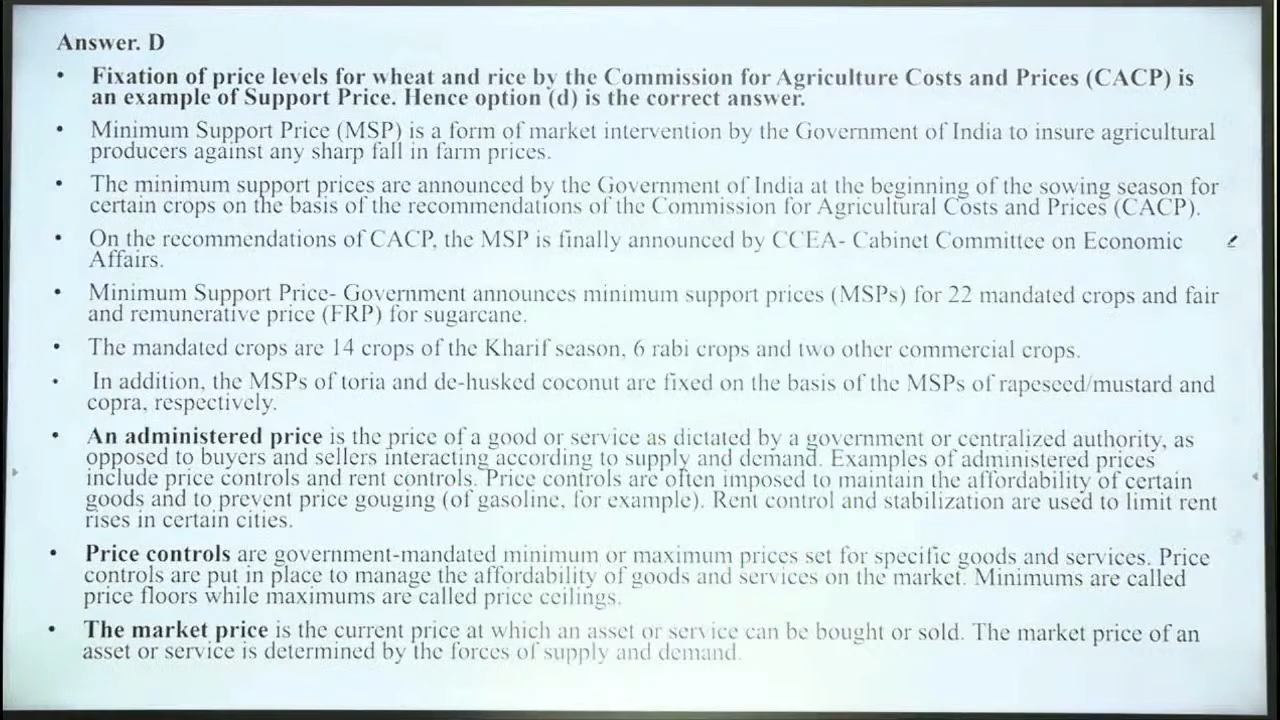 Answer. D
• Fixation of price levels for wheat and rice by the Commission for Agriculture Costs and Prices (CACP) is
an example of Support Price. Hence option (d) is the correct answer.
• Minimum Support Price (MSP) is a form of market intervention by the Government of India to insure agricultural
producers against any sharp fall in farm prices.
• The minimum support prices are announced by the Government of India at the beginning of the sowing season for
certain crops on the basis of the recommendations of the Commission for Agricultural Costs and Prices (CACP).
• On the recommendations of CACP, the MSP is finally announced by CCEA- Cabinet Committee on Economic
Affairs.
• Minimum Support Price- Government announces minimum support prices (MSPs) for 22 mandated crops and fair
and remunerative price (FRP) for sugarcane.
• The mandated crops are 14 crops of the Kharif season, 6 rabi crops and two other commercial crops.
• In addition, the MSPs of toria and de-husked coconut are fixed on the basis of the MSPs of rapeseed/mustard and
copra, respectively.
• An administered price is the price of a good or service as dictated by a government or centralized authority, as
opposed to buyers and sellers interacting according to supply and demand. Examples of administered prices
include price controls and rent controls. Price controls are often imposed to maintain the affordability of certain
goods and to prevent price gouging (of gasoline, for example). Rent control and stabilization are used to limit rent
rises in certain cities.
• Price controls are government-mandated minimum or maximum prices set for specific goods and services. Price
controls are put in place to manage the affordability of goods and services on the market. Minimums are called
price floors while maximums are called price ceilings.
• The market price is the current price at which an asset or service can be bought or sold. The market price of an
asset or service is determined by the forces of supply and demand.